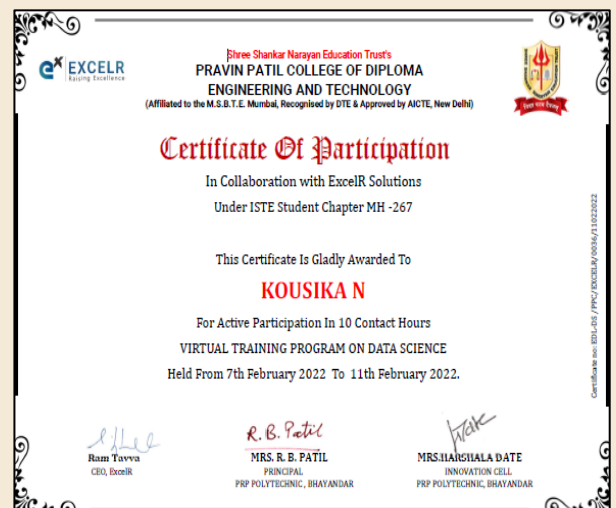 EXCELR
Raising Excellence
Shree Shankar Narayan Education Trust's
PRAVIN PATIL COLLEGE OF DIPLOMA
ENGINEERING AND TECHNOLOGY
(Affiliated to the M.S.B.T.E. Mumbai, Recognised by DTE & Approved by AICTE, New Delhi)
Certificate Of Participation
In Collaboration with ExcelR Solutions
Under ISTE Student Chapter MH -267
This Certificate Is Gladly Awarded To
KOUSIKA N
For Active Participation In 10 Contact Hours
VIRTUAL TRAINING PROGRAM ON DATA SCIENCE
Held From 7th February 2022 To 11th February 2022.
Certificate no: EDL-DS / PPC/EXCELR/0036/11022022
R. B. Patil
Ram Tavva
CEO, ExcelR
MRS. R. B. PATIL
PRINCIPAL
PRP POLYTECHNIC, BHAYANDAR
MRS.HARSHALA DATE
INNOVATION CELL
PRP POLYTECHNIC, BHAYANDAR